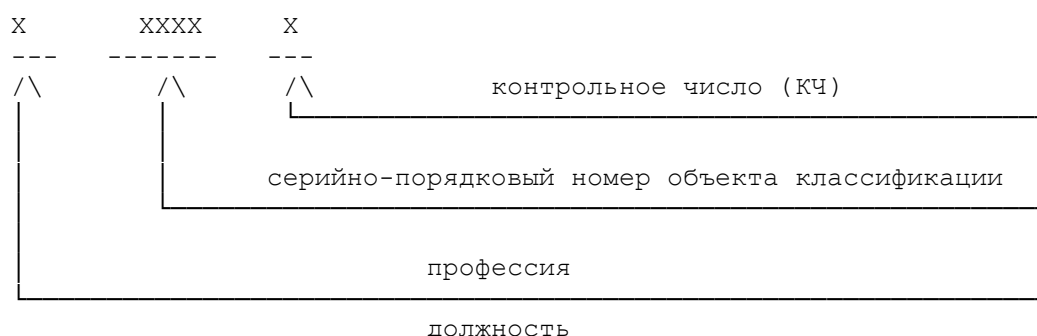 X XXXX X
--- ------- ---
/\ /\ /\ контрольное число (КЧ)
серийно-порядковый номер объекта классификации
профессия
должность